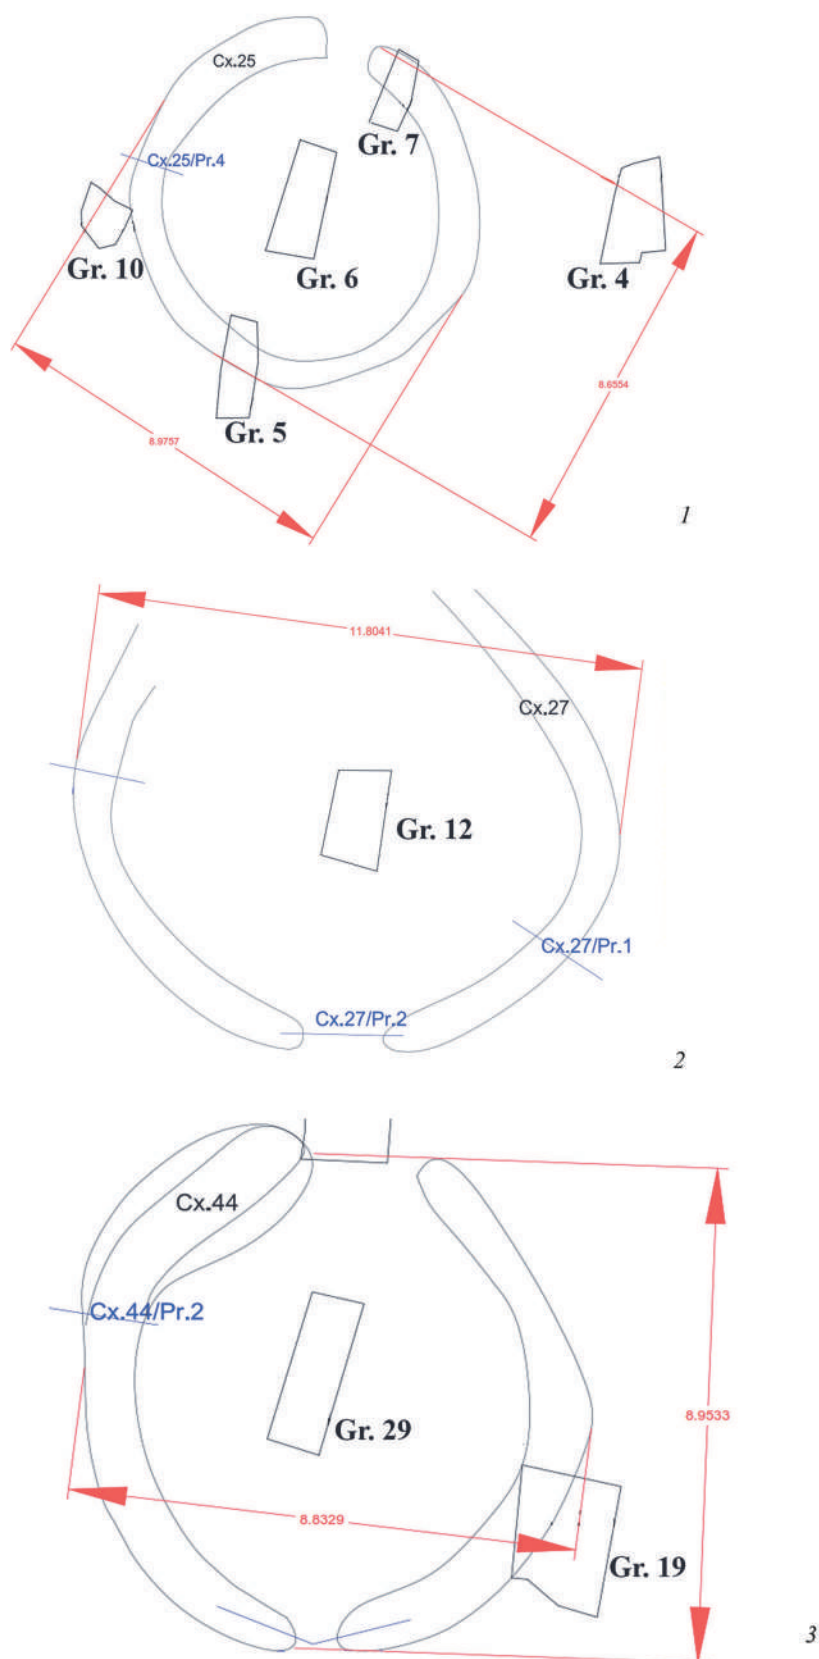 Cx.25
Gr. 7
Cx.25/Pr.4
Gr. 10
Gr. 6
Gr. 4
8.6554
Gr. 5
8.9757
1
11.8041
Cx.27
Gr. 12
Cx.27/Pr.1
Cx.27/Pr.2
2
Cx.44
Cx.44/Pr.2
8.9533
Gr. 29
8.8329
Gr. 19
3